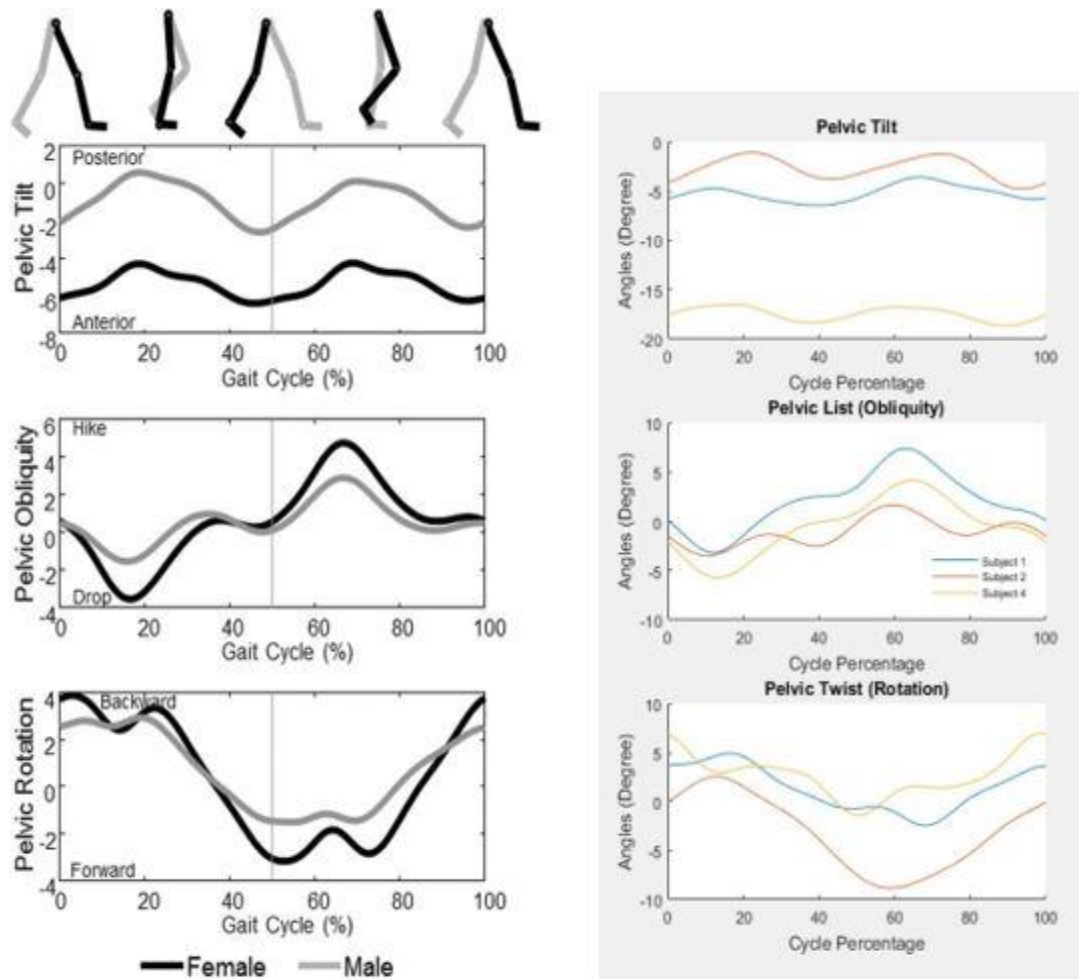 2
Posterior
0
-2
-4
-6
Anterior
-8
Pelvic Tilt
0 20 40 60 80 100
Gait Cycle (%)
6
Hike
4
2
0
-2
Drop
-4
Pelvic Obliquity
0 20 40 60 80 100
Gait Cycle (%)
4
Backward
2
0
-2
Forward
-4
Pelvic Rotation
0 20 40 60 80 100
Gait Cycle (%)
Female Male
Pelvic Tilt
0
-5
-10
-15
-20
Angles (Degree)
0 20 40 60 80 100
Cycle Percentage
Pelvic List (Obliquity)
10
5
0
-5
-10
Angles (Degree)
Subject 1
Subject 2
Subject 4
0 20 40 60 80 100
Cycle Percentage
Pelvic Twist (Rotation)
10
5
0
-5
-10
Angles (Degree)
0 20 40 60 80 100
Cycle Percentage